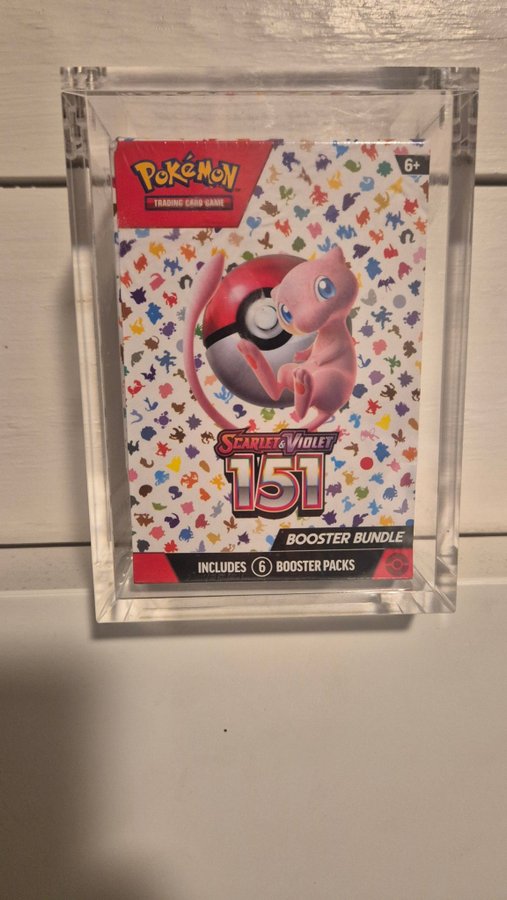 POKéMON
TRADING CARD GAME
6+
SCARLET & VIOLET
151
BOOSTER BUNDLE
INCLUDES 6 BOOSTER PACKS